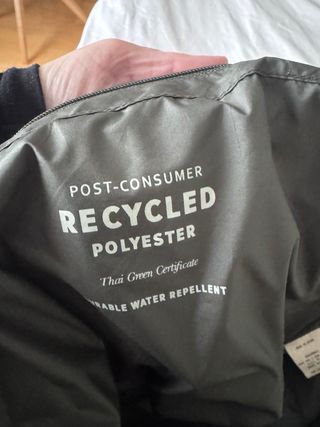 POST-CONSUMER
RECYCLED
POLYESTER
Thai Green Certificate
WATER REPELLENT